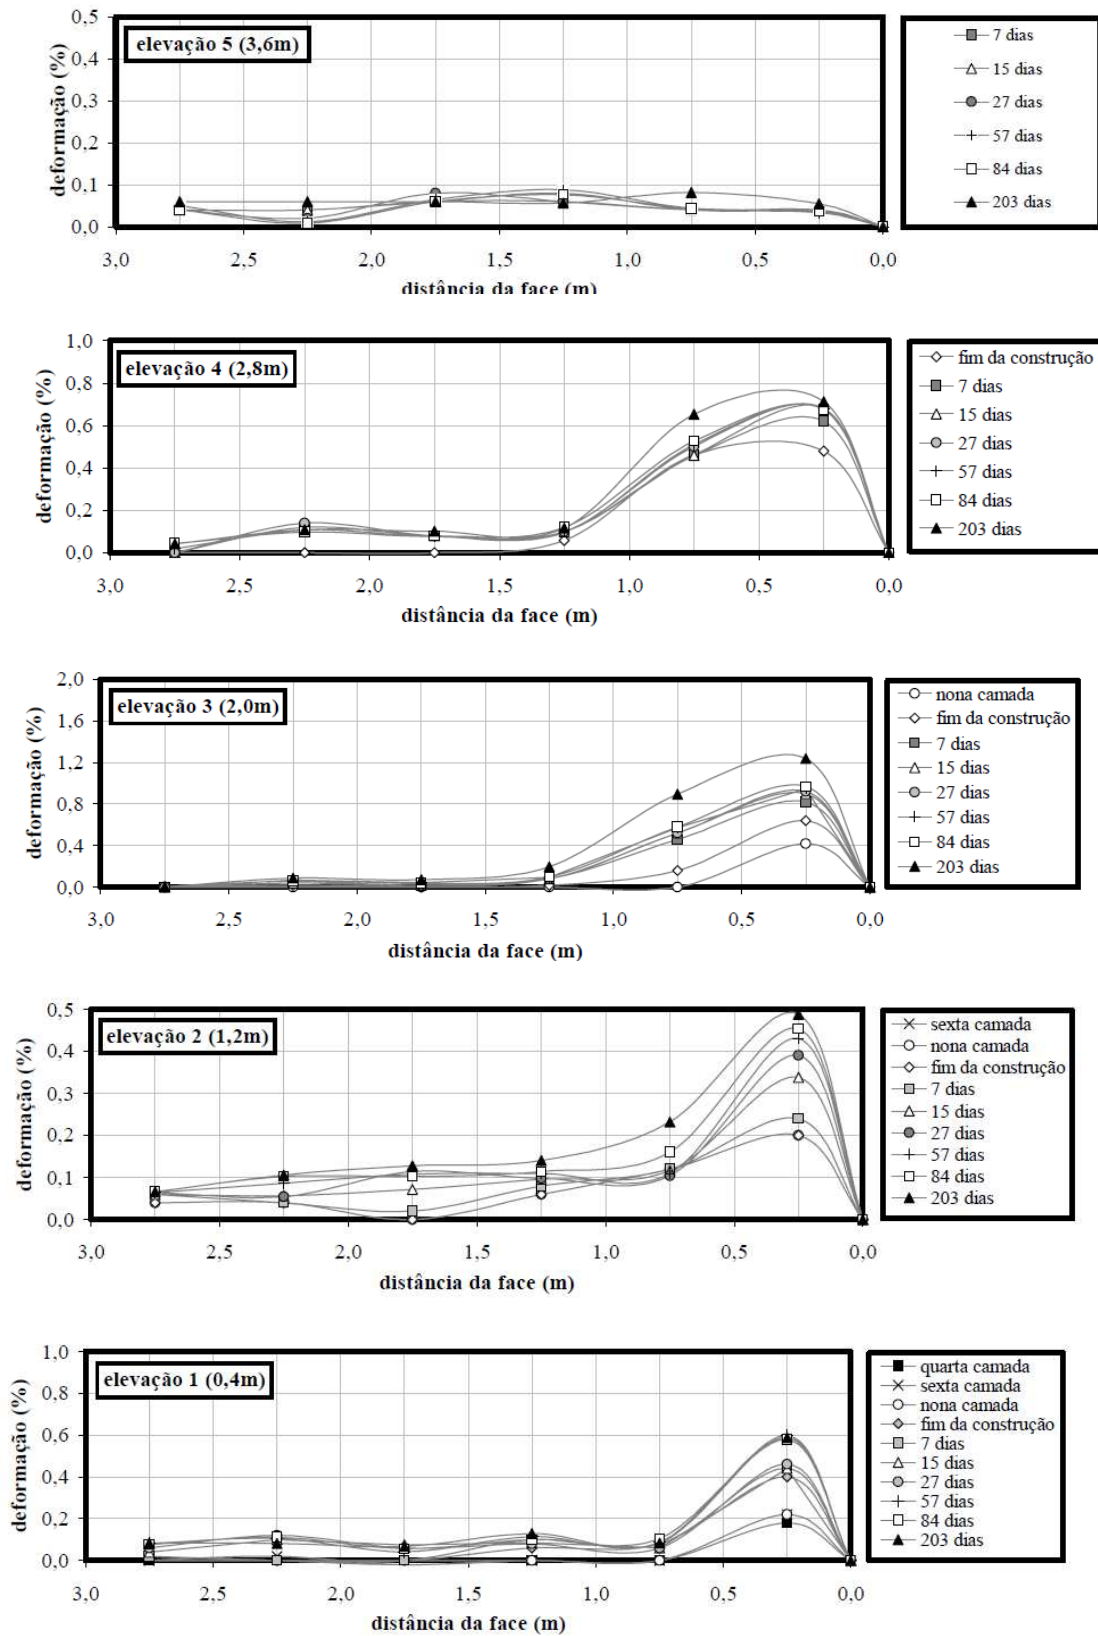 elevação 5 (3,6m)
deformação (%)
0,5
0,4
0,3
0,2
0,1
0,0
3,0 2,5 2,0 1,5 1,0 0,5 0,0
distância da face (m)
7 dias
15 dias
27 dias
57 dias
84 dias
203 dias
elevação 4 (2,8m)
deformação (%)
1,0
0,8
0,6
0,4
0,2
0,0
3,0 2,5 2,0 1,5 1,0 0,5 0,0
distância da face (m)
fim da construção
7 dias
15 dias
27 dias
57 dias
84 dias
203 dias
elevação 3 (2,0m)
deformação (%)
2,0
1,6
1,2
0,8
0,4
0,0
3,0 2,5 2,0 1,5 1,0 0,5 0,0
distância da face (m)
nona camada
fim da construção
7 dias
15 dias
27 dias
57 dias
84 dias
203 dias
elevação 2 (1,2m)
deformação (%)
0,5
0,4
0,3
0,2
0,1
0,0
3,0 2,5 2,0 1,5 1,0 0,5 0,0
distância da face (m)
sexta camada
nona camada
fim da construção
7 dias
15 dias
27 dias
57 dias
84 dias
203 dias
elevação 1 (0,4m)
deformação (%)
1,0
0,8
0,6
0,4
0,2
0,0
3,0 2,5 2,0 1,5 1,0 0,5 0,0
distância da face (m)
quarta camada
sexta camada
nona camada
fim da construção
7 dias
15 dias
27 dias
57 dias
84 dias
203 dias